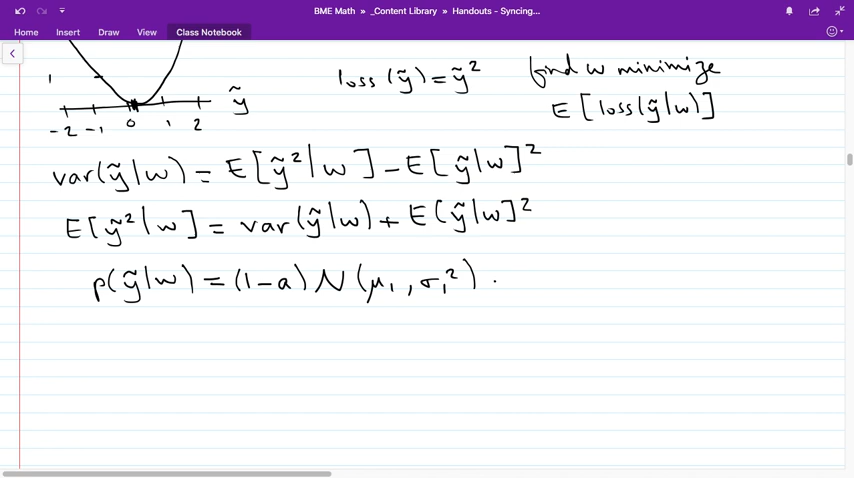 BME Math » _Content Library » Handouts - Syncing...
Home Insert Draw View Class Notebook
loss (ỹ) = ỹ² find w minimize
1
ỹ
-2 -1 0 1 2
E [loss(ỹ|w)]
var(ỹ|w) = E[ỹ²|w] - E[ỹ|w]²
E[ỹ²|w] = var(ỹ|w) + E[ỹ|w]²
p(ỹ|w) = (1-a) N(μ₁, σ₁²) .